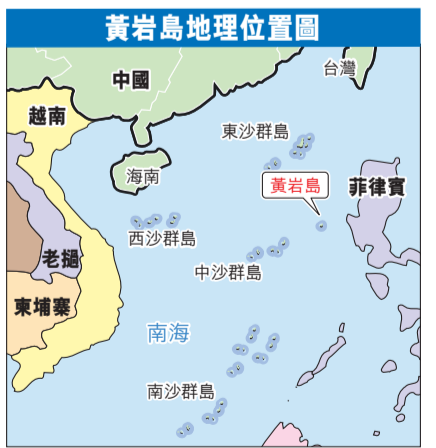 黃岩島地理位置圖
台灣
中國
越南
東沙群島
海南
黃岩島
菲律賓
西沙群島
老撾
中沙群島
柬埔寨
南海
南沙群島